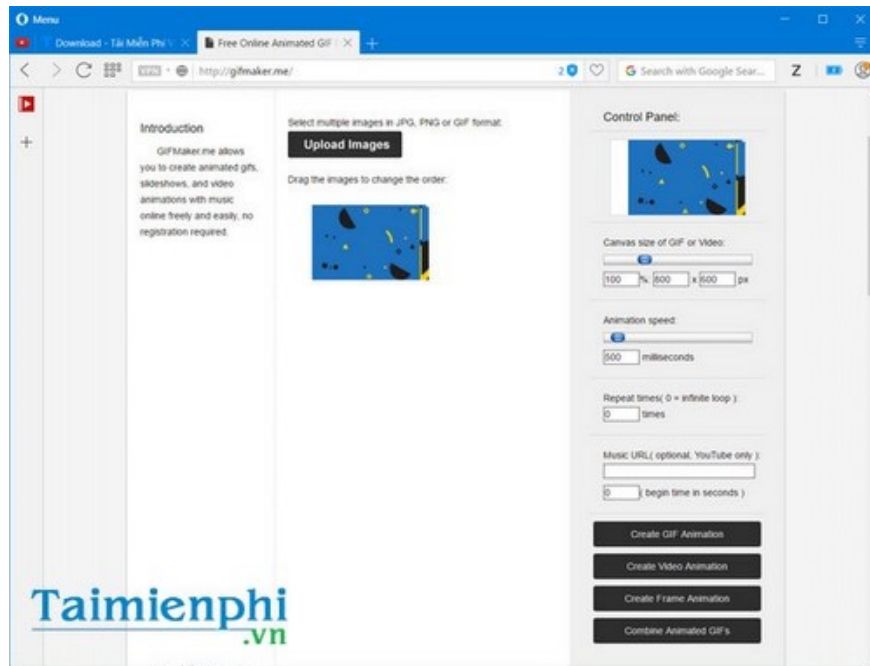 Menu
Download - Tải Miễn Phí V
Free Online Animated GIF
VPN
http://gifmaker.me/
2
Search with Google Sear...
Z
Introduction
GIFMaker.me allows
you to create animated gifs,
slideshows, and video
animations with music
online freely and easily, no
registration required.
Select multiple images in JPG, PNG or GIF format:
Upload Images
Drag the images to change the order:
Control Panel:
Canvas size of GIF or Video:
100 %, 800 x 600 px
Animation speed:
500 milliseconds
Repeat times( 0 = infinite loop ):
0 times
Music URL( optional, YouTube only ):
0 ( begin time in seconds )
Create GIF Animation
Create Video Animation
Create Frame Animation
Combine Animated GIFs
Taimienphi
.vn